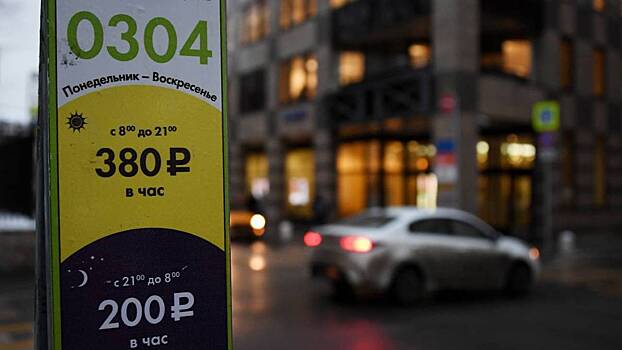 0304
Понедельник – Воскресенье
с 8⁰⁰ до 21⁰⁰
380 ₽
в час
с 21⁰⁰ до 8⁰⁰
200 ₽
в час